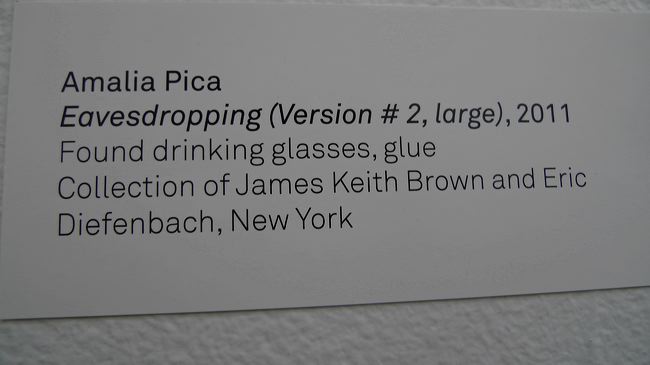 Amalia Pica
Eavesdropping (Version # 2, large), 2011
Found drinking glasses, glue
Collection of James Keith Brown and Eric
Diefenbach, New York